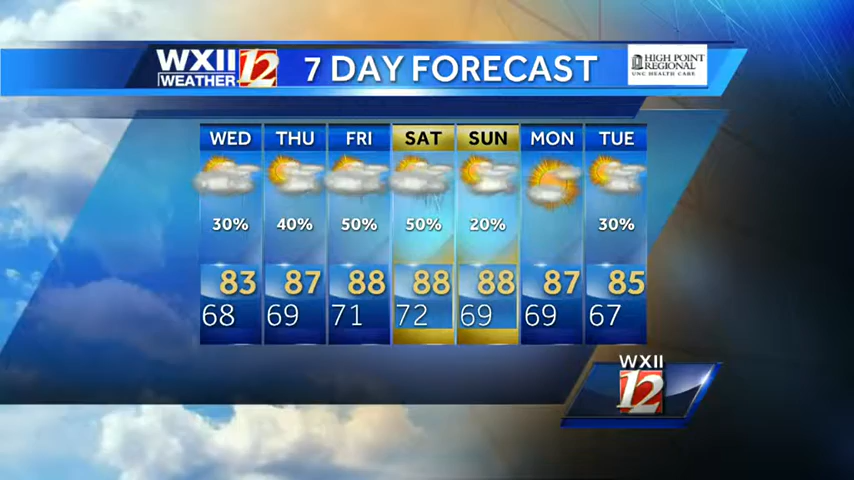 WXII 12
WEATHER
7 DAY FORECAST
HIGH POINT
REGIONAL
UNC HEALTH CARE
WED THU FRI SAT SUN MON TUE
30% 40% 50% 50% 20% 30%
83 87 88 88 88 87 85
68 69 71 72 69 69 67
WXII
12